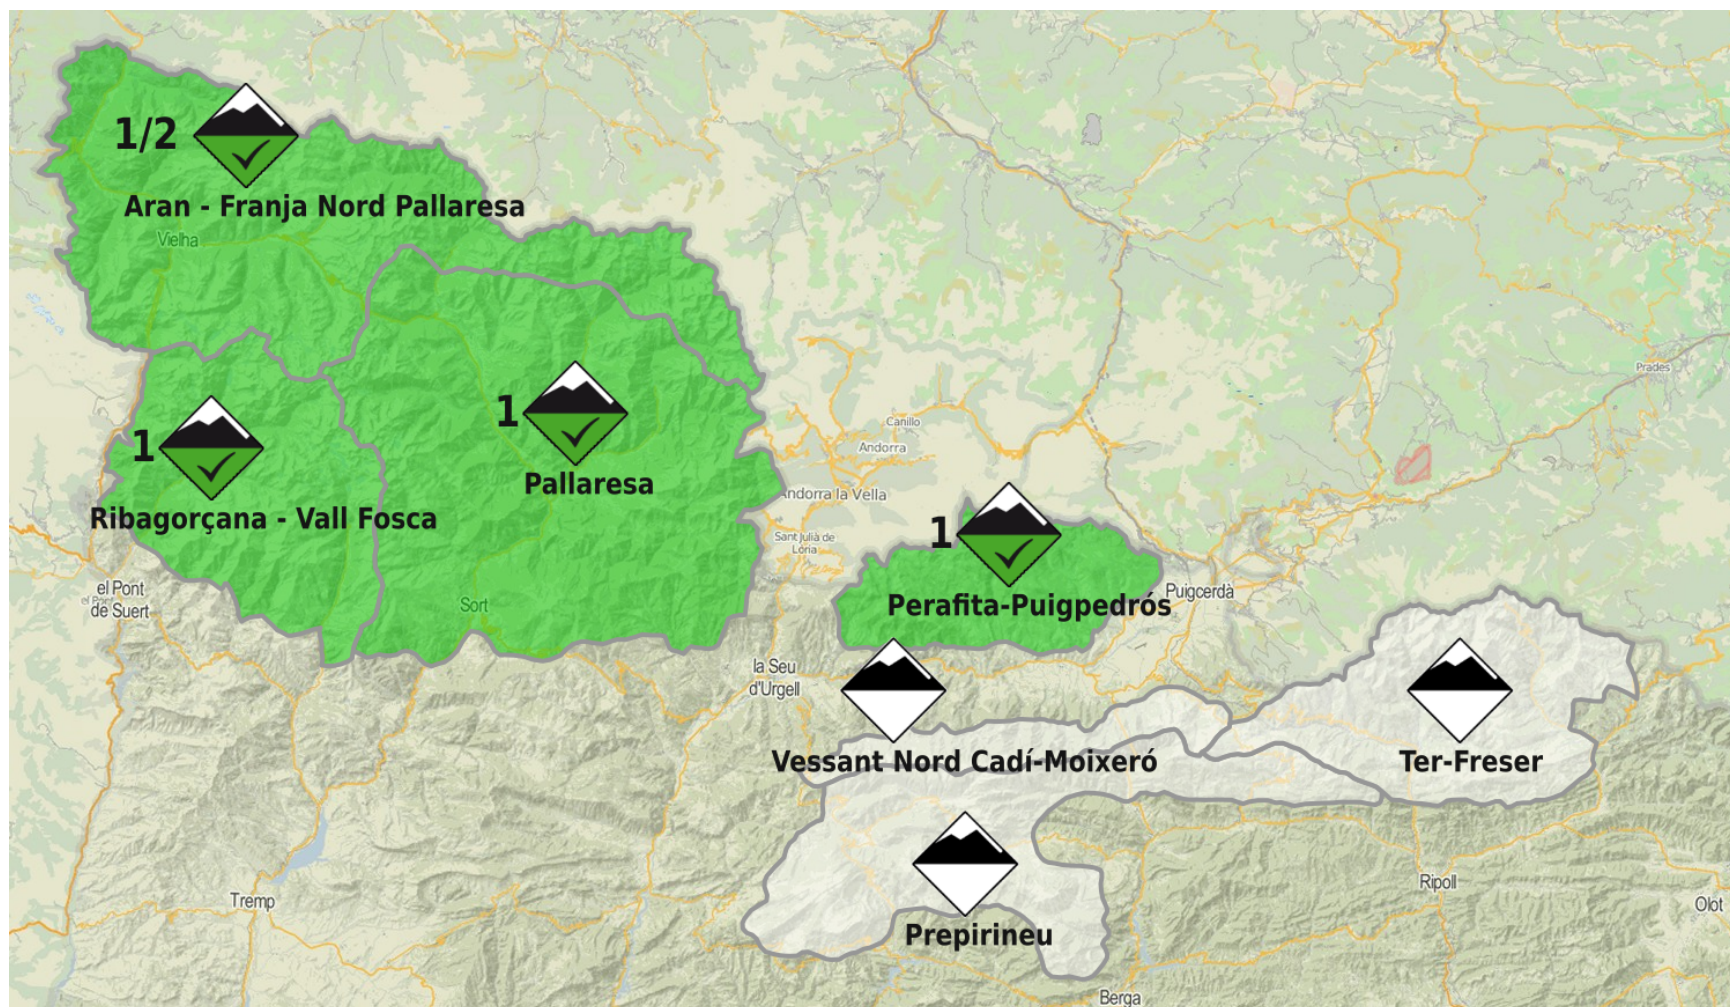 1/2
Aran - Franja Nord Pallaresa
Vielha
Prades
1
Pallaresa
1
Ribagorçana - Vall Fosca
Canillo
Andorra
Andorra la Vella
Sant Julià de
Lòria
1
Perafita-Puigpedrós
Puigcerdà
el Pont
de Suert
Sort
la Seu
d'Urgell
Vessant Nord Cadí-Moixeró
Ter-Freser
Prepirineu
Tremp
Ripoll
Olot
Berga